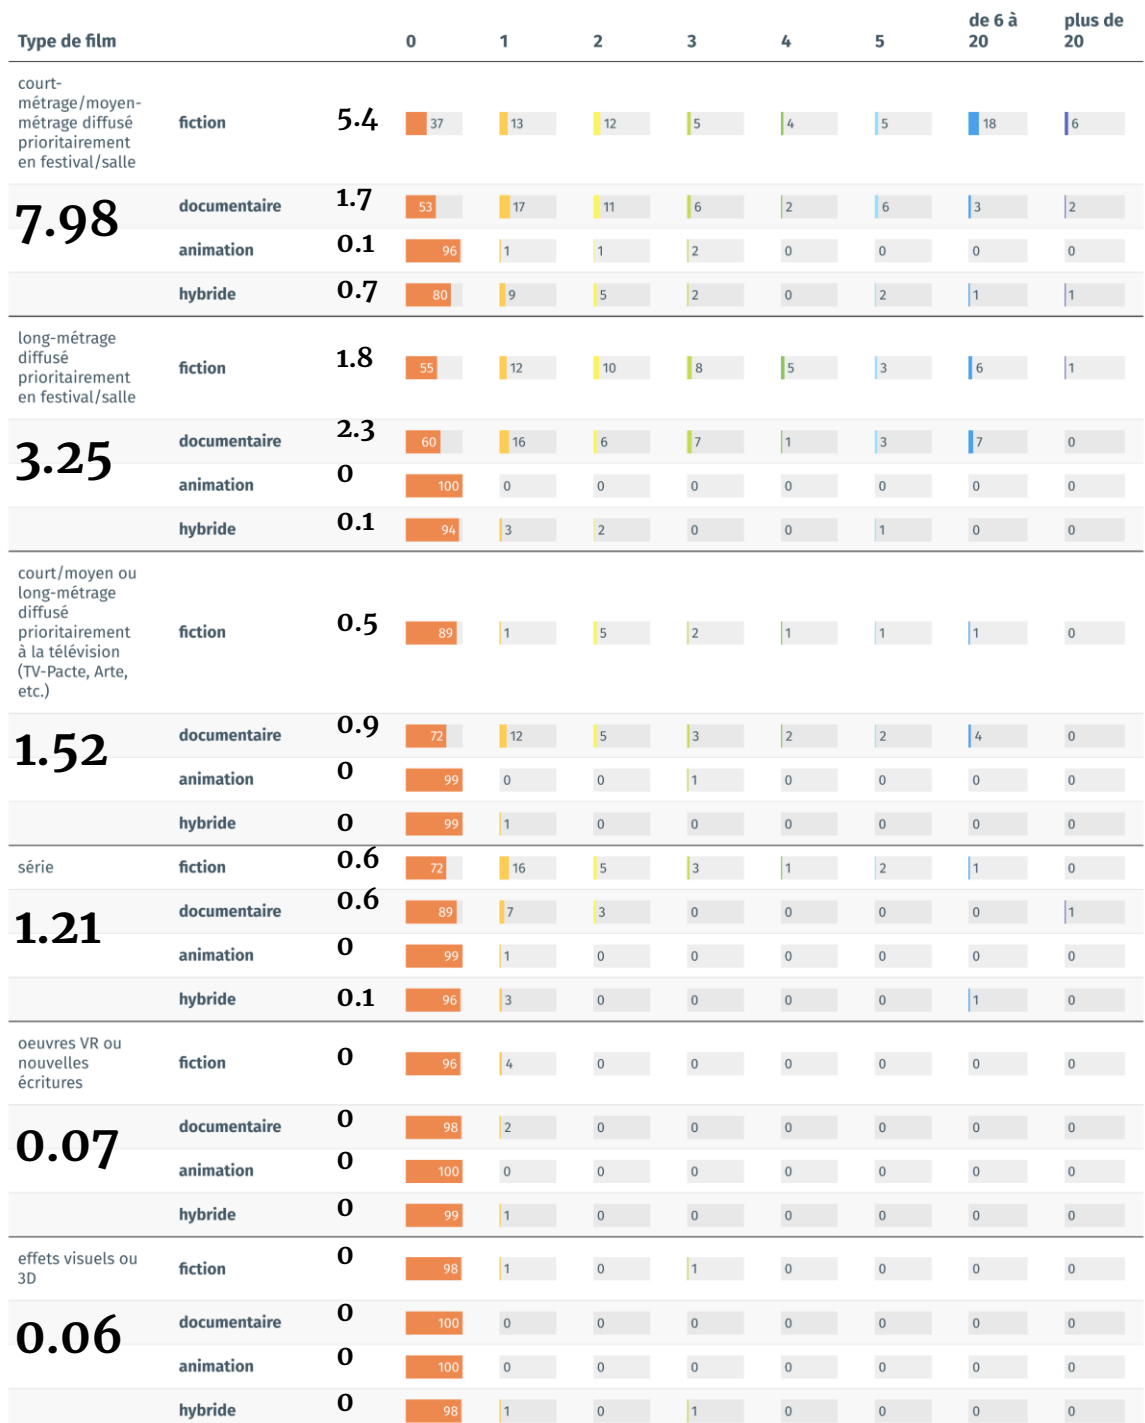 Type de film 0 1 2 3 4 5 de 6 à 20 plus de 20
court-
métrage/moyen-
métrage diffusé
prioritairement
en festival/salle
fiction 5.4 37 13 12 5 4 5 18 6
7.98
documentaire 1.7 53 17 11 6 2 6 3 2
animation 0.1 96 1 1 2 0 0 0 0
hybride 0.7 80 9 5 2 0 2 1 1
long-métrage
diffusé
prioritairement
en festival/salle
fiction 1.8 55 12 10 8 5 3 6 1
3.25
documentaire 2.3 60 16 6 7 1 3 7 0
animation 0 100 0 0 0 0 0 0 0
hybride 0.1 94 3 2 0 0 1 0 0
court/moyen ou
long-métrage
diffusé
prioritairement
à la télévision
(TV-Pacte, Arte,
etc.)
fiction 0.5 89 1 5 2 1 1 1 0
1.52
documentaire 0.9 72 12 5 3 2 2 4 0
animation 0 99 0 0 1 0 0 0 0
hybride 0 99 1 0 0 0 0 0 0
série fiction 0.6 72 16 5 3 1 2 1 0
1.21
documentaire 0.6 89 7 3 0 0 0 0 1
animation 0 99 1 0 0 0 0 0 0
hybride 0.1 96 3 0 0 0 0 1 0
oeuvres VR ou
nouvelles
écritures
fiction 0 96 4 0 0 0 0 0 0
0.07
documentaire 0 98 2 0 0 0 0 0 0
animation 0 100 0 0 0 0 0 0 0
hybride 0 99 1 0 0 0 0 0 0
effets visuels ou
3D
fiction 0 98 1 0 1 0 0 0 0
0.06
documentaire 0 100 0 0 0 0 0 0 0
animation 0 100 0 0 0 0 0 0 0
hybride 0 98 1 0 1 0 0 0 0